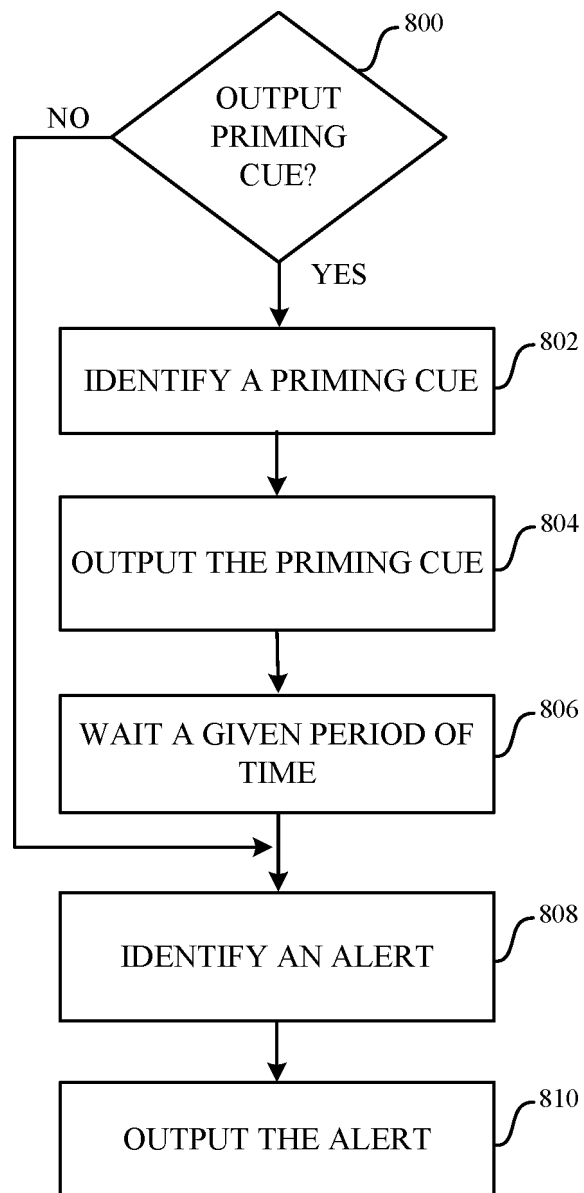 800
OUTPUT
PRIMING
CUE?
NO
YES
802
IDENTIFY A PRIMING CUE
804
OUTPUT THE PRIMING CUE
806
WAIT A GIVEN PERIOD OF
TIME
808
IDENTIFY AN ALERT
810
OUTPUT THE ALERT